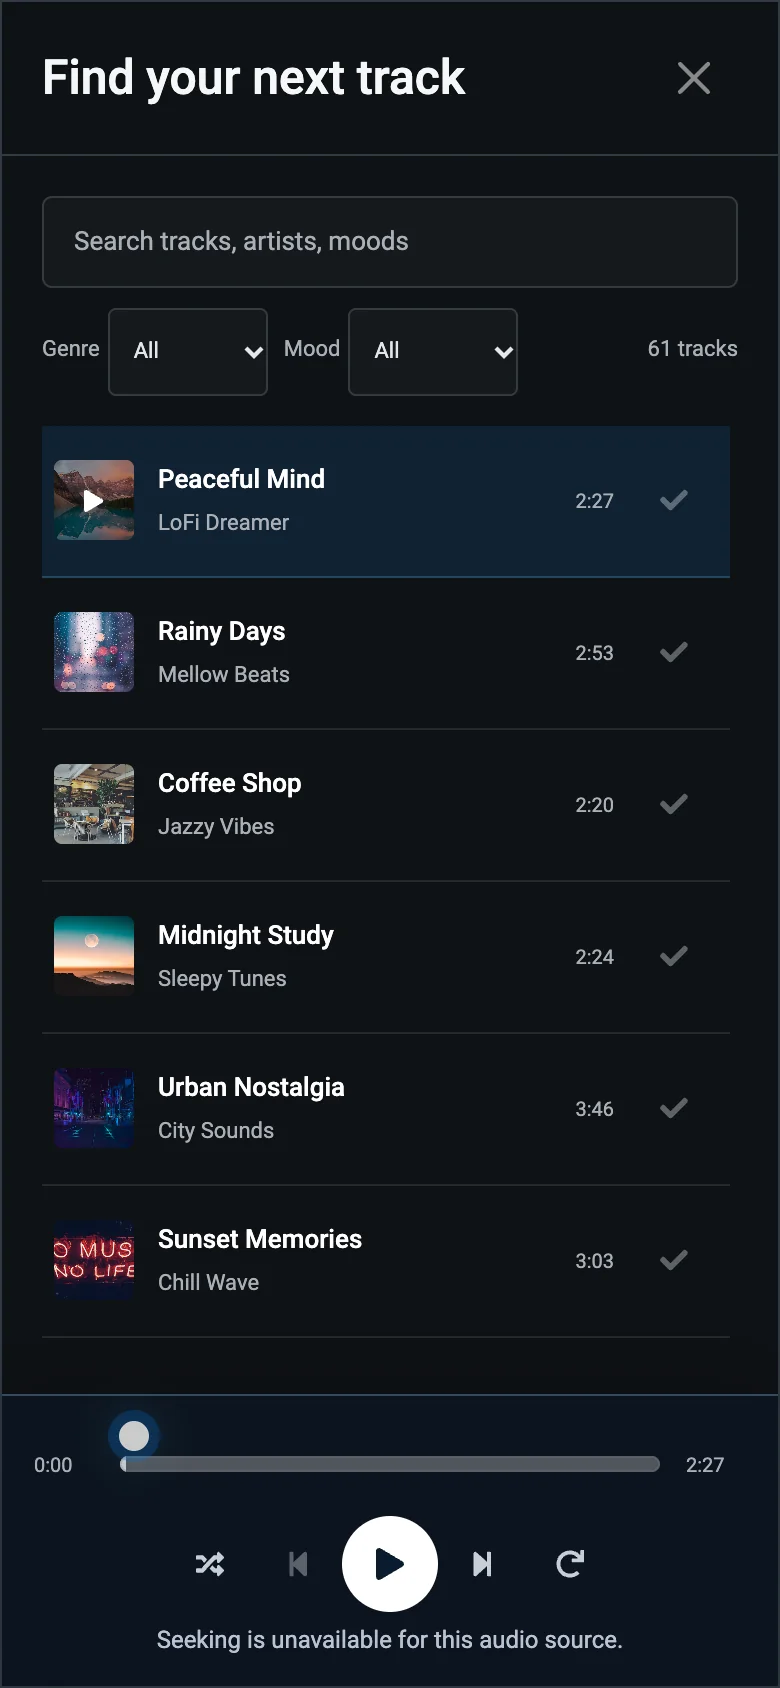 Find your next track
Search tracks, artists, moods
Genre All Mood All 61 tracks
Peaceful Mind
LoFi Dreamer
2:27
Rainy Days
Mellow Beats
2:53
Coffee Shop
Jazzy Vibes
2:20
Midnight Study
Sleepy Tunes
2:24
Urban Nostalgia
City Sounds
3:46
O MUS
NO LIFE
Sunset Memories
Chill Wave
3:03
0:00 2:27
Seeking is unavailable for this audio source.